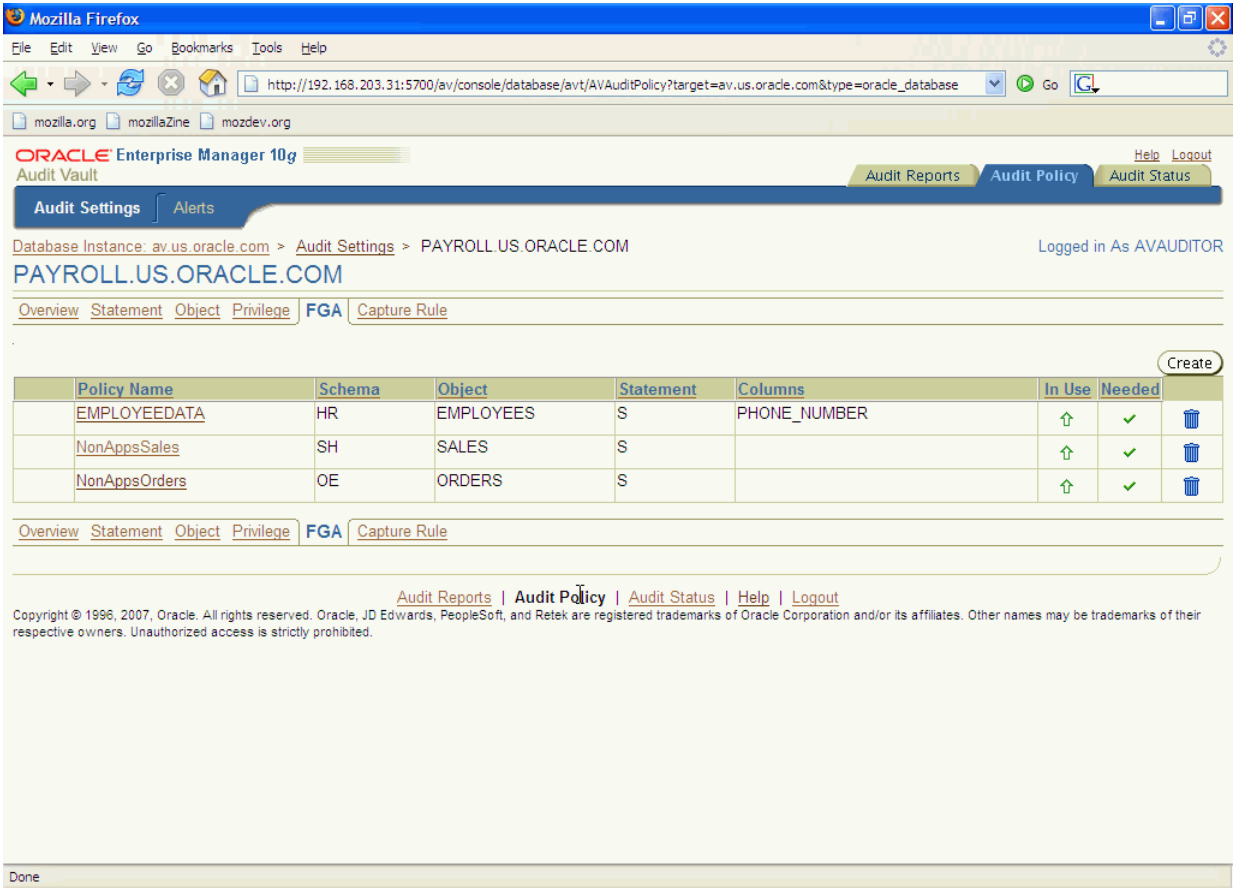 Mozilla Firefox
File Edit View Go Bookmarks Tools Help
http://192.168.203.31:5700/av/console/database/avt/AVAuditPolicy?target=av.us.oracle.com&type=oracle_database Go G
mozilla.org mozillaZine mozdev.org
ORACLE Enterprise Manager 10g
Help Logout
Audit Vault
Audit Reports Audit Policy Audit Status
Audit Settings Alerts
Database Instance: av.us.oracle.com > Audit Settings > PAYROLL.US.ORACLE.COM Logged in As AVAUDITOR
PAYROLL.US.ORACLE.COM
Overview Statement Object Privilege FGA Capture Rule
Create
Policy Name Schema Object Statement Columns In Use Needed
EMPLOYEEDATA HR EMPLOYEES S PHONE_NUMBER
NonAppsSales SH SALES S
NonAppsOrders OE ORDERS S
Overview Statement Object Privilege FGA Capture Rule
Audit Reports | Audit Policy | Audit Status | Help | Logout
Copyright © 1996, 2007, Oracle. All rights reserved. Oracle, JD Edwards, PeopleSoft, and Retek are registered trademarks of Oracle Corporation and/or its affiliates. Other names may be trademarks of their
respective owners. Unauthorized access is strictly prohibited.
Done